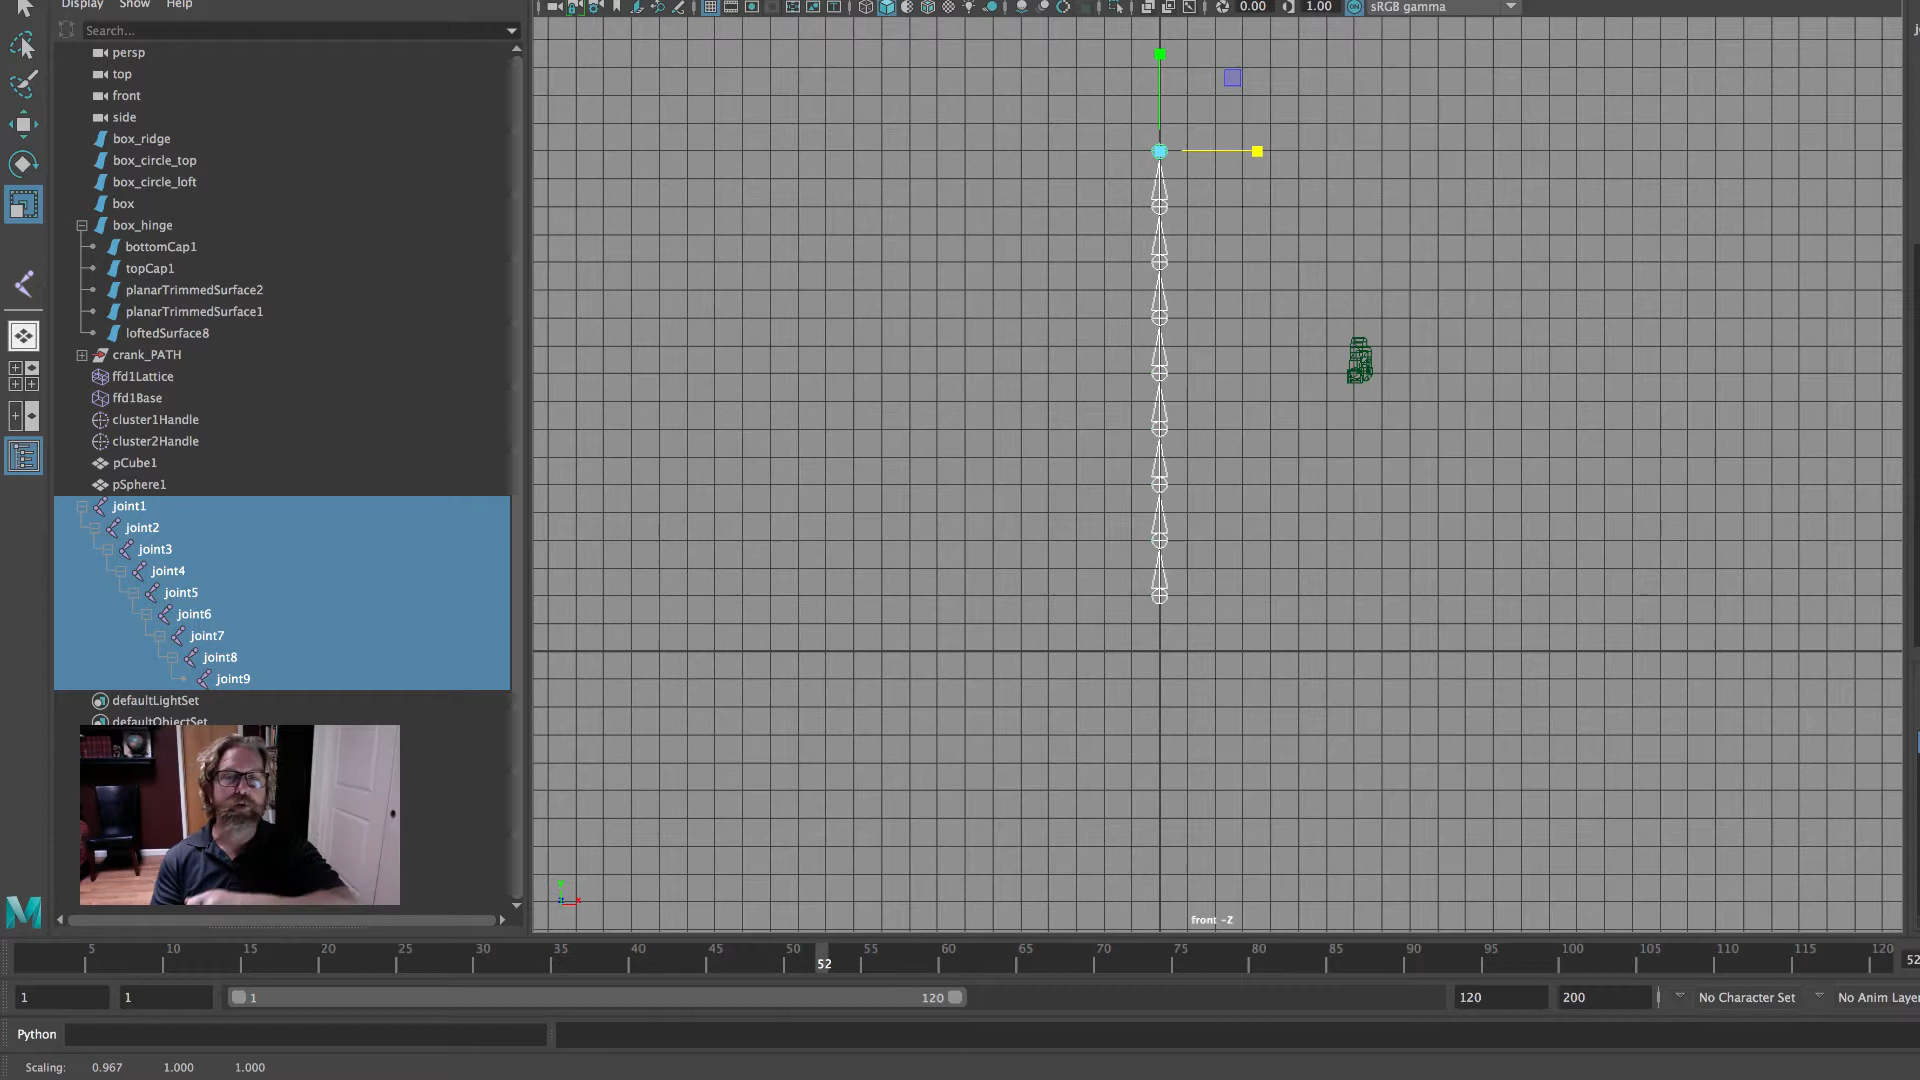 Display Show Help
0.00 1.00 ON sRGB gamma
Search...
persp
top
front
side
box_ridge
box_circle_top
box_circle_loft
box
box_hinge
bottomCap1
topCap1
planarTrimmedSurface2
planarTrimmedSurface1
loftedSurface8
crank_PATH
ffd1Lattice
ffd1Base
cluster1Handle
cluster2Handle
pCube1
pSphere1
joint1
joint2
joint3
joint4
joint5
joint6
joint7
joint8
joint9
defaultLightSet
defaultObjectSet
front -Z
5 10 15 20 25 30 35 40 45 50 55 60 65 70 75 80 85 90 95 100 105 110 115 120
52 52
1 1 1 120 120 200 No Character Set No Anim Layer
Python
Scaling: 0.967 1.000 1.000